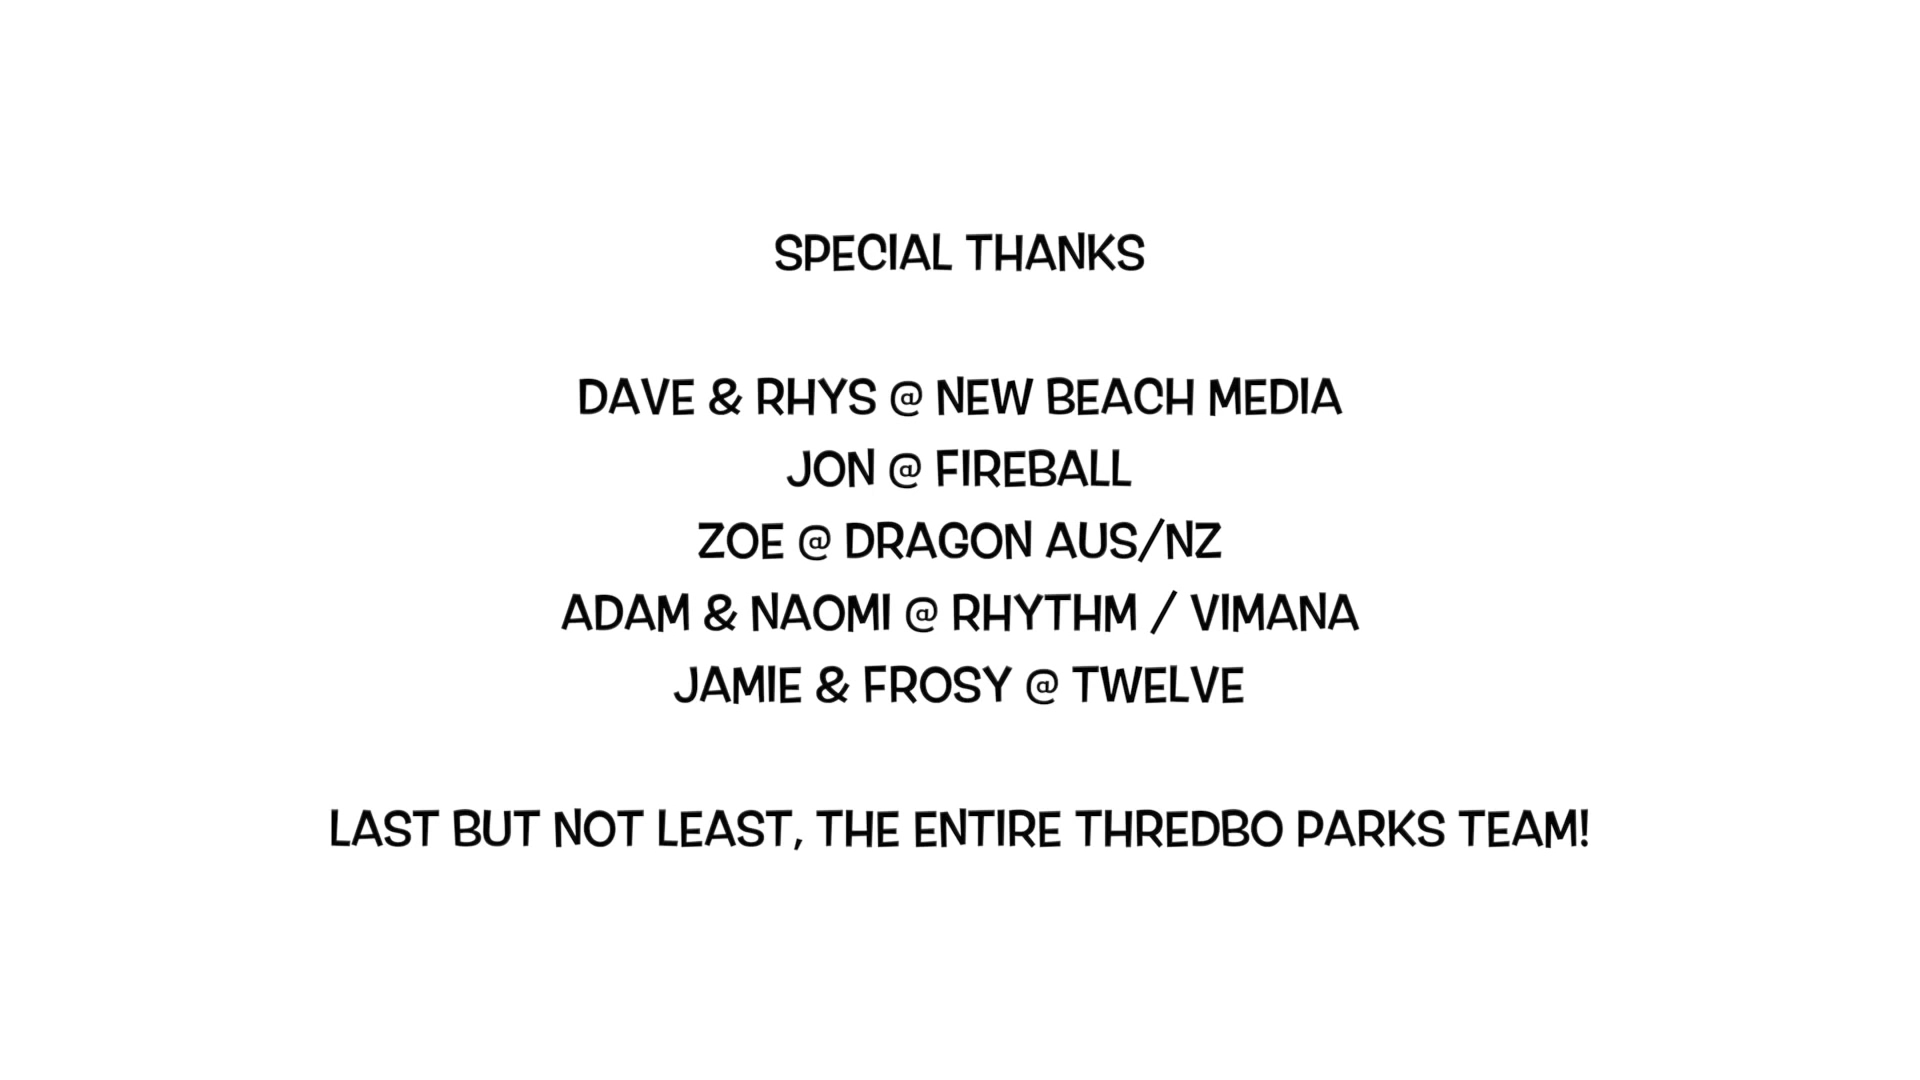 SPECIAL THANKS
DAVE & RHYS @ NEW BEACH MEDIA
JON @ FIREBALL
ZOE @ DRAGON AUS/NZ
ADAM & NAOMI @ RHYTHM / VIMANA
JAMIE & FROSY @ TWELVE
LAST BUT NOT LEAST, THE ENTIRE THREDBO PARKS TEAM!